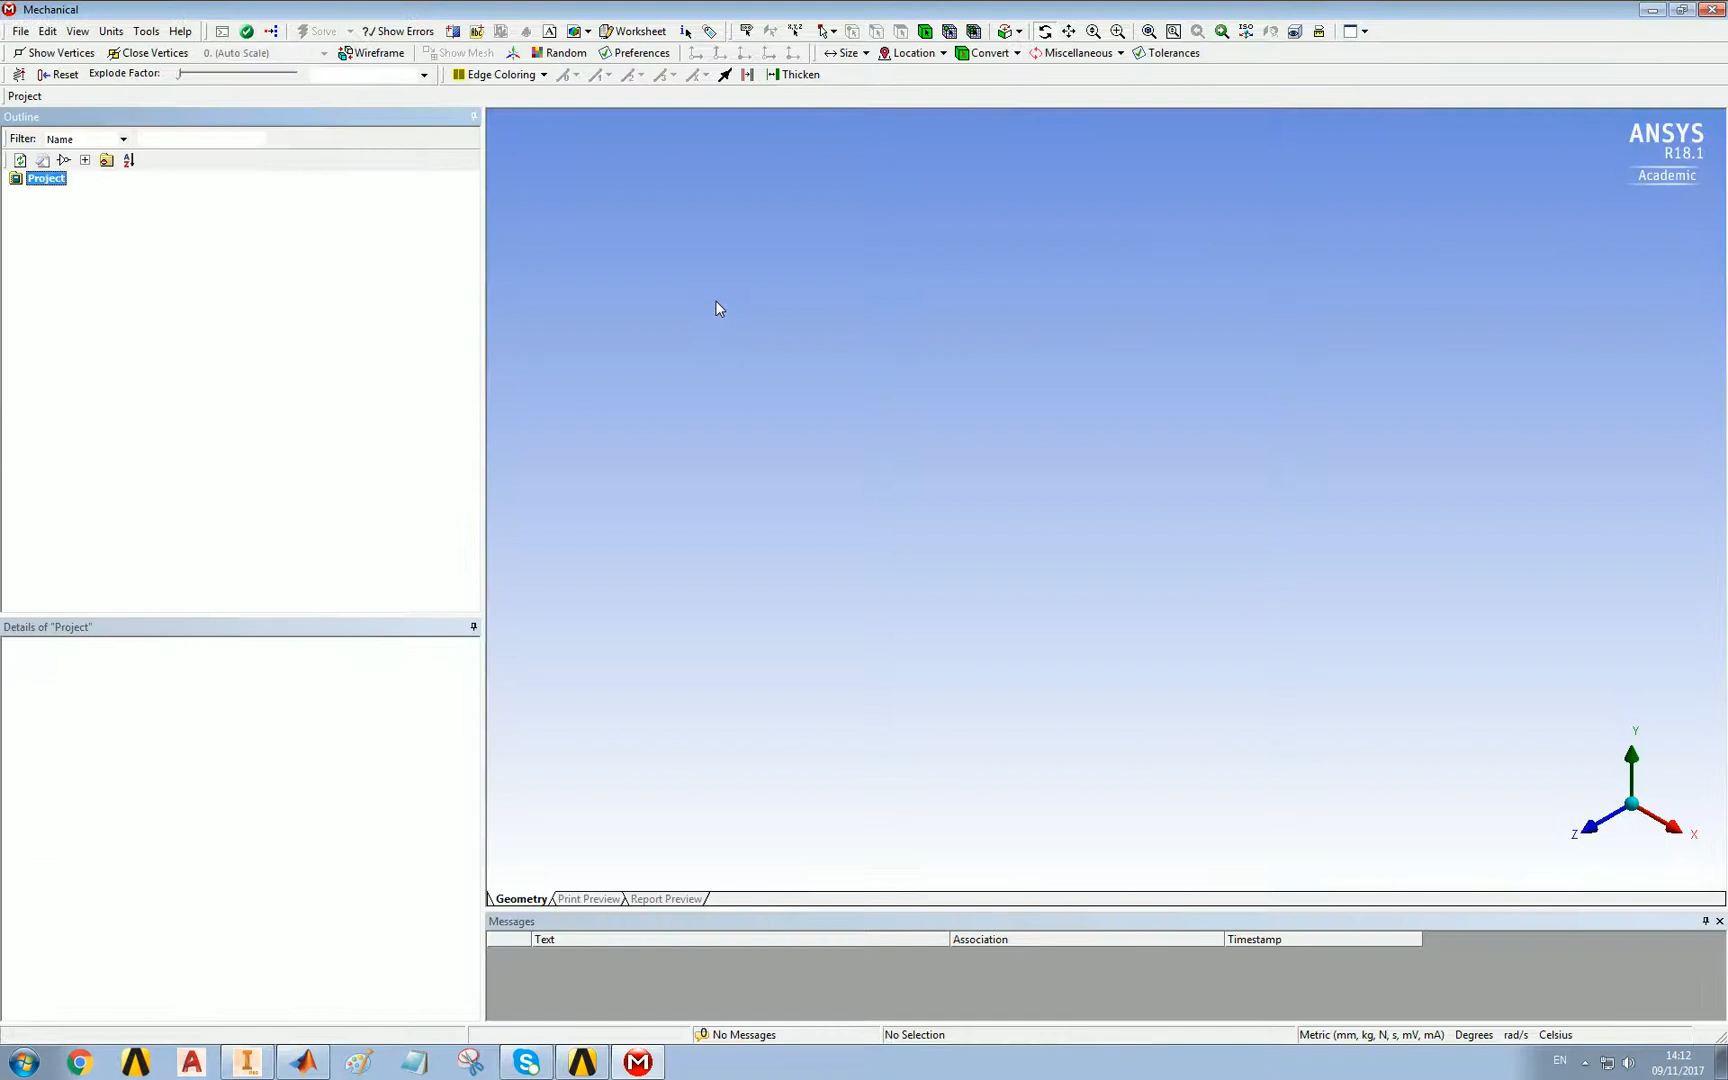 Mechanical
File Edit View Units Tools Help Solve ?/ Show Errors Worksheet
Show Vertices Close Vertices 0. (Auto Scale) Wireframe Show Mesh Random Preferences Size Location Convert Miscellaneous Tolerances
Reset Explode Factor: Edge Coloring Thicken
Project
Outline
Filter: Name
Project
ANSYS
R18.1
Academic
Details of "Project"
Y
Z X
Geometry Print Preview Report Preview
Messages
Text Association Timestamp
No Messages No Selection Metric (mm, kg, N, s, mV, mA) Degrees rad/s Celsius
EN 14:12
09/11/2017